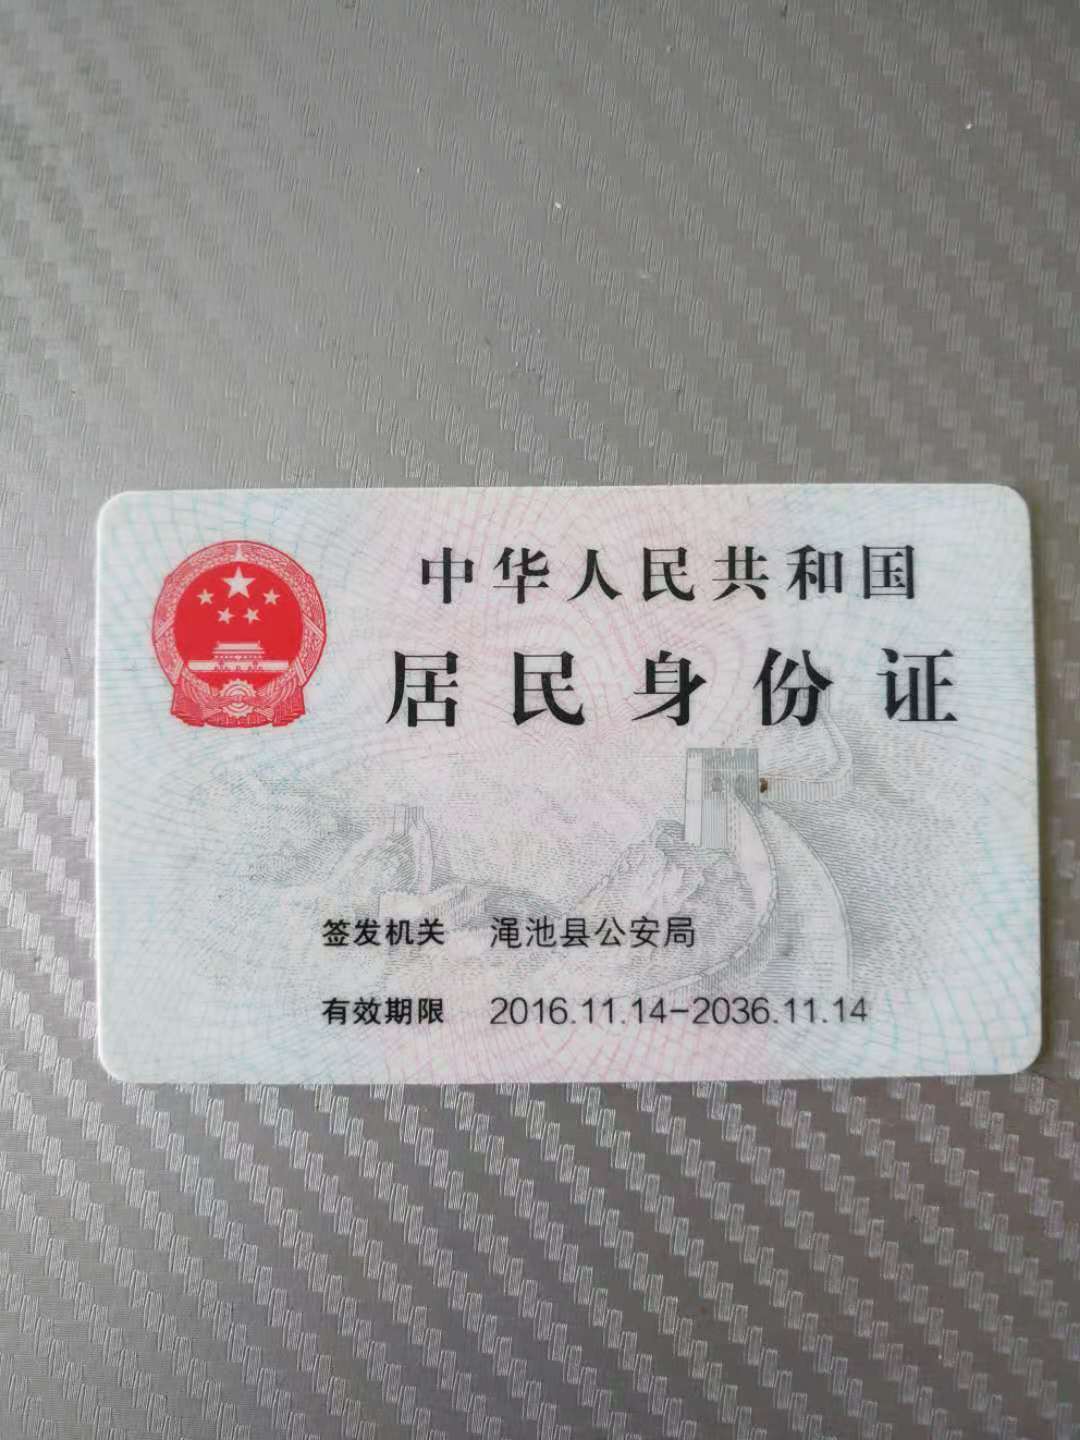 中华人民共和国
居民身份证
签发机关 渑池县公安局
有效期限 2016.11.14-2036.11.14